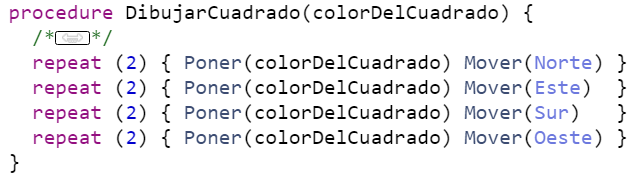 procedure DibujarCuadrado(colorDelCuadrado) {
  /**/
  repeat (2) { Poner(colorDelCuadrado) Mover(Norte) }
  repeat (2) { Poner(colorDelCuadrado) Mover(Este)  }
  repeat (2) { Poner(colorDelCuadrado) Mover(Sur)   }
  repeat (2) { Poner(colorDelCuadrado) Mover(Oeste) }
}